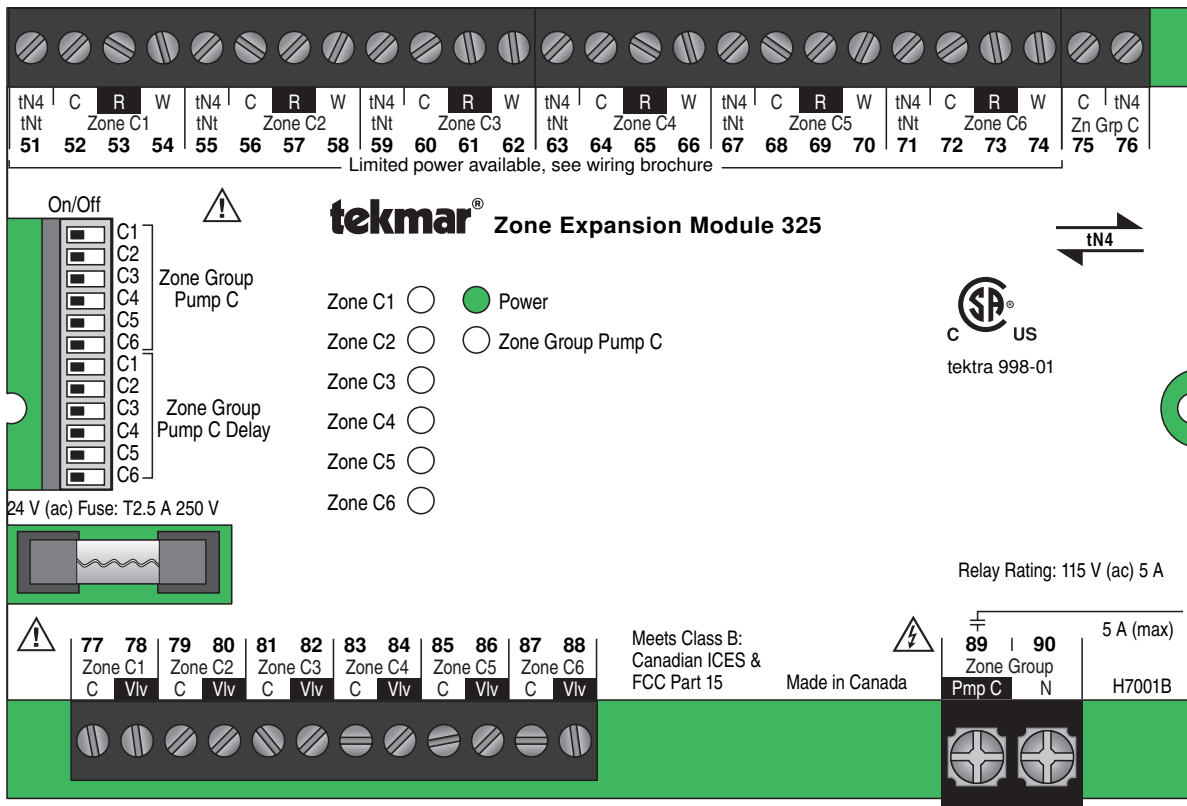 tN4 C R W tN4 C R W tN4 C R W tN4 C R W tN4 C R W tN4 C R W C tN4
tNt Zone C1 tNt Zone C2 tNt Zone C3 tNt Zone C4 tNt Zone C5 tNt Zone C6 Zn Grp C
51 52 53 54 55 56 57 58 59 60 61 62 63 64 65 66 67 68 69 70 71 72 73 74 75 76
Limited power available, see wiring brochure
On/Off
C1
C2
C3
C4
C5
C6
Zone Group
Pump C
C1
C2
C3
C4
C5
C6
Zone Group
Pump C Delay
tekmar® Zone Expansion Module 325
tN4
Zone C1
Zone C2
Zone C3
Zone C4
Zone C5
Zone C6
Power
Zone Group Pump C
SA ®
C US
tektra 998-01
24 V (ac) Fuse: T2.5 A 250 V
Relay Rating: 115 V (ac) 5 A
77 78 79 80 81 82 83 84 85 86 87 88
Zone C1 Zone C2 Zone C3 Zone C4 Zone C5 Zone C6
C Vlv C Vlv C Vlv C Vlv C Vlv C Vlv
Meets Class B:
Canadian ICES &
FCC Part 15
Made in Canada
5 A (max)
89 90
Zone Group
Pmp C N
H7001B